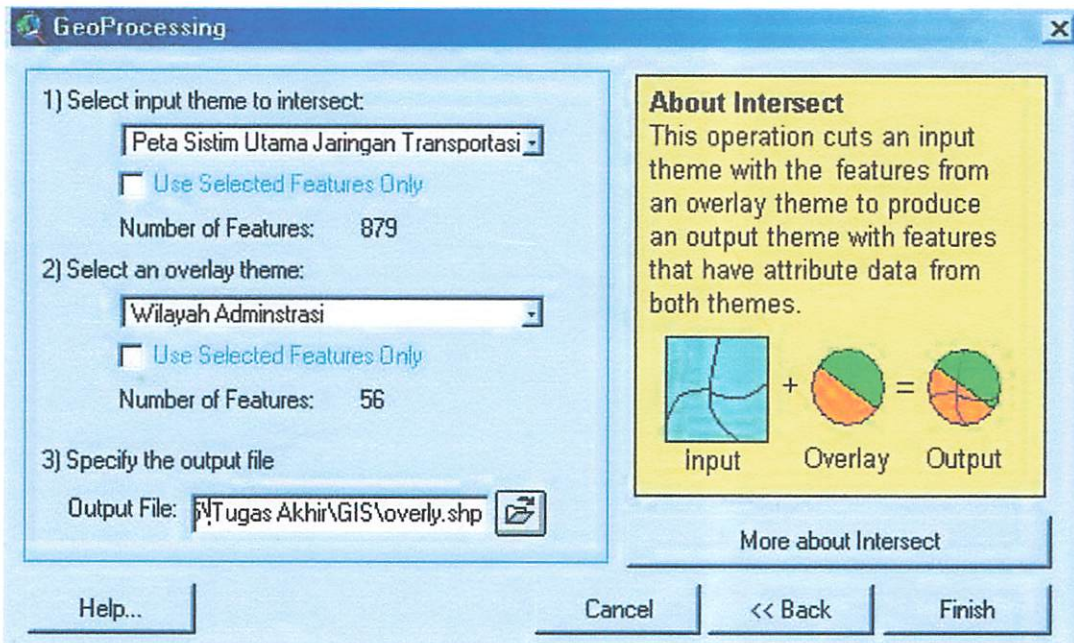 GeoProcessing
1) Select input theme to intersect:
Peta Sistim Utama Jaringan Transportasi
Use Selected Features Only
Number of Features: 879
2) Select an overlay theme:
Wilayah Adminstrasi
Use Selected Features Only
Number of Features: 56
3) Specify the output file
Output File: \Tugas Akhir\GIS\overly.shp
Help...
About Intersect
This operation cuts an input
theme with the features from
an overlay theme to produce
an output theme with features
that have attribute data from
both themes.
+ =
Input Overlay Output
More about Intersect
Cancel << Back Finish